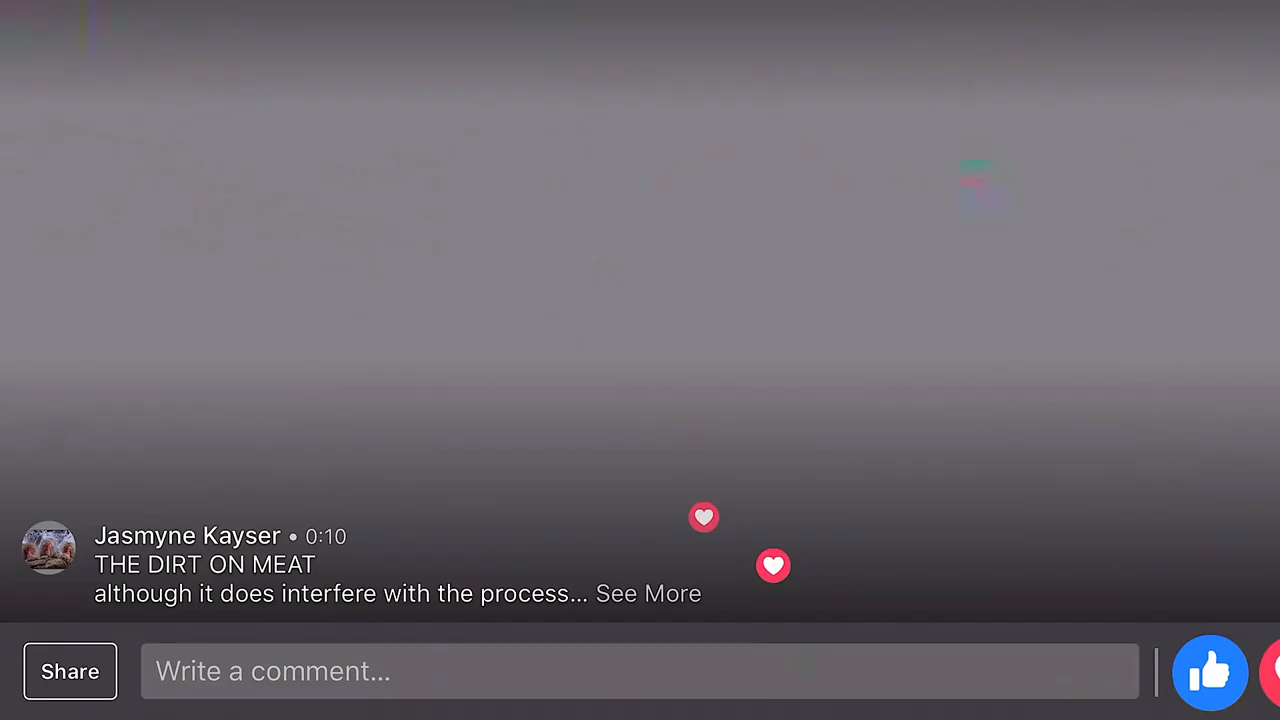 Jasmyne Kayser • 0:10
THE DIRT ON MEAT
although it does interfere with the process... See More
Share
Write a comment...